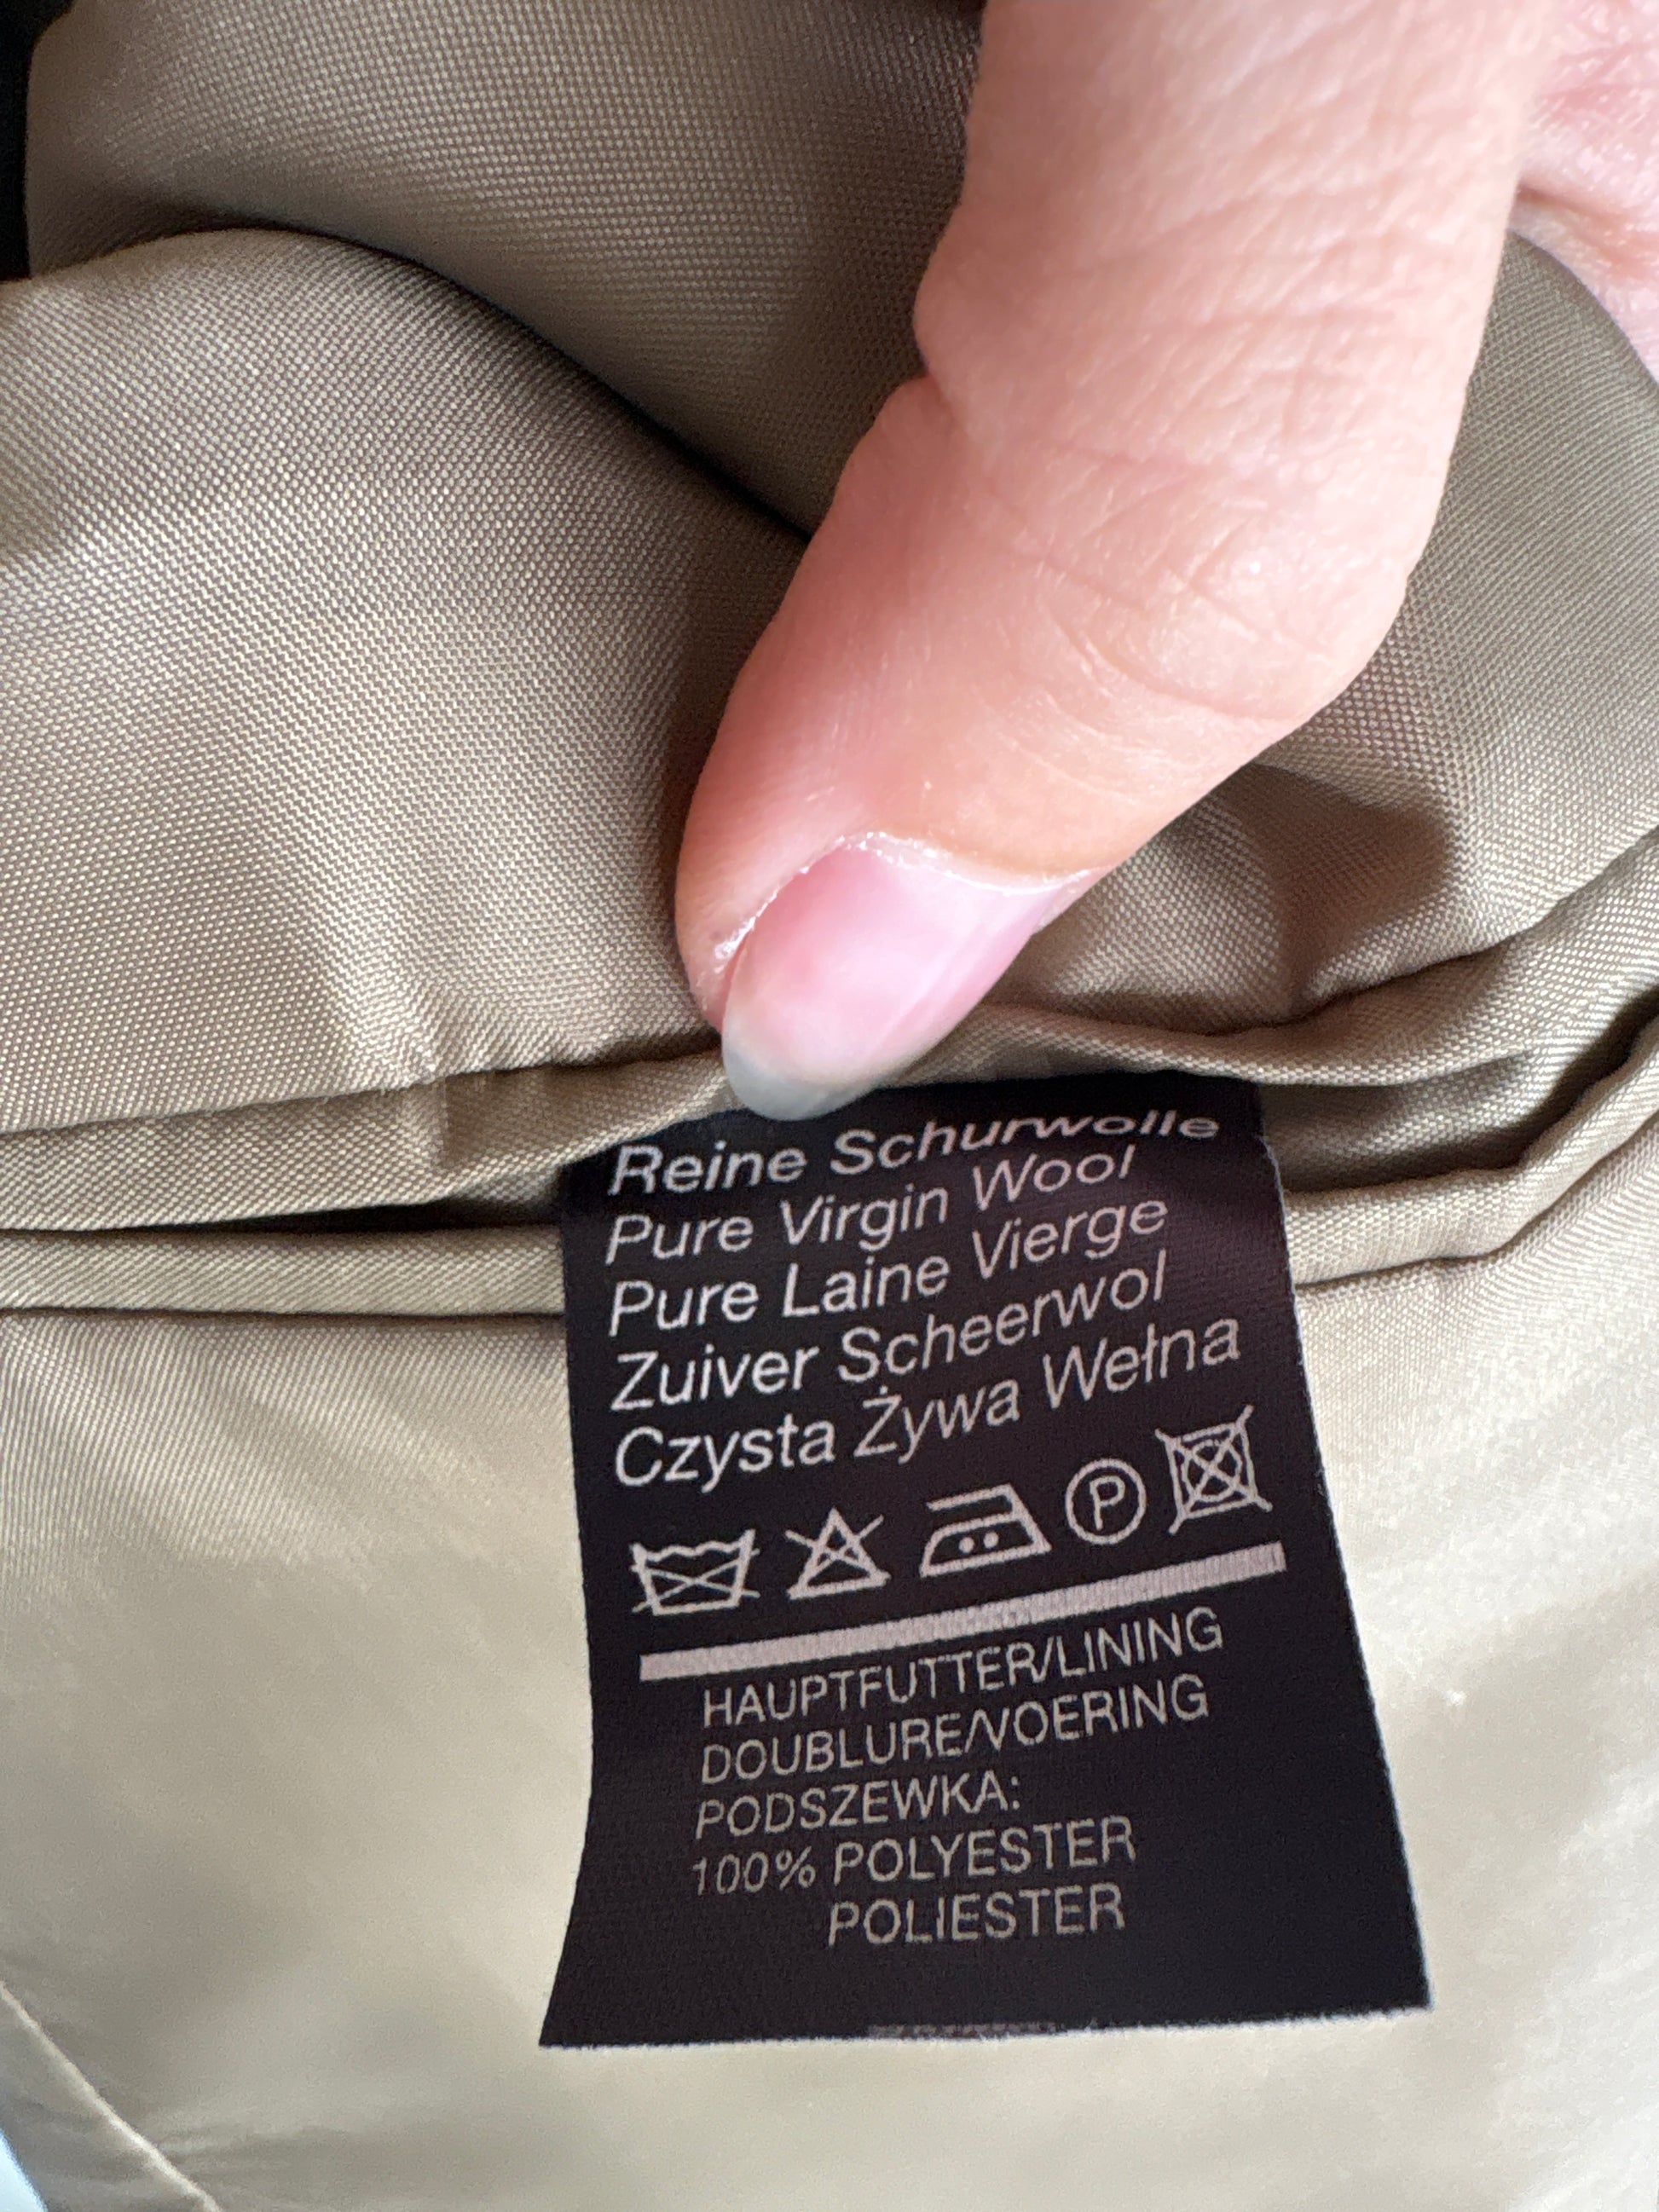 Reine Schurwolle
Pure Virgin Wool
Pure Laine Vierge
Zuiver Scheerwol
Czysta Żywa Wełna
P
HAUPTFUTTER/LINING
DOUBLURE/VOERING
PODSZEWKA:
100% POLYESTER
POLIESTER